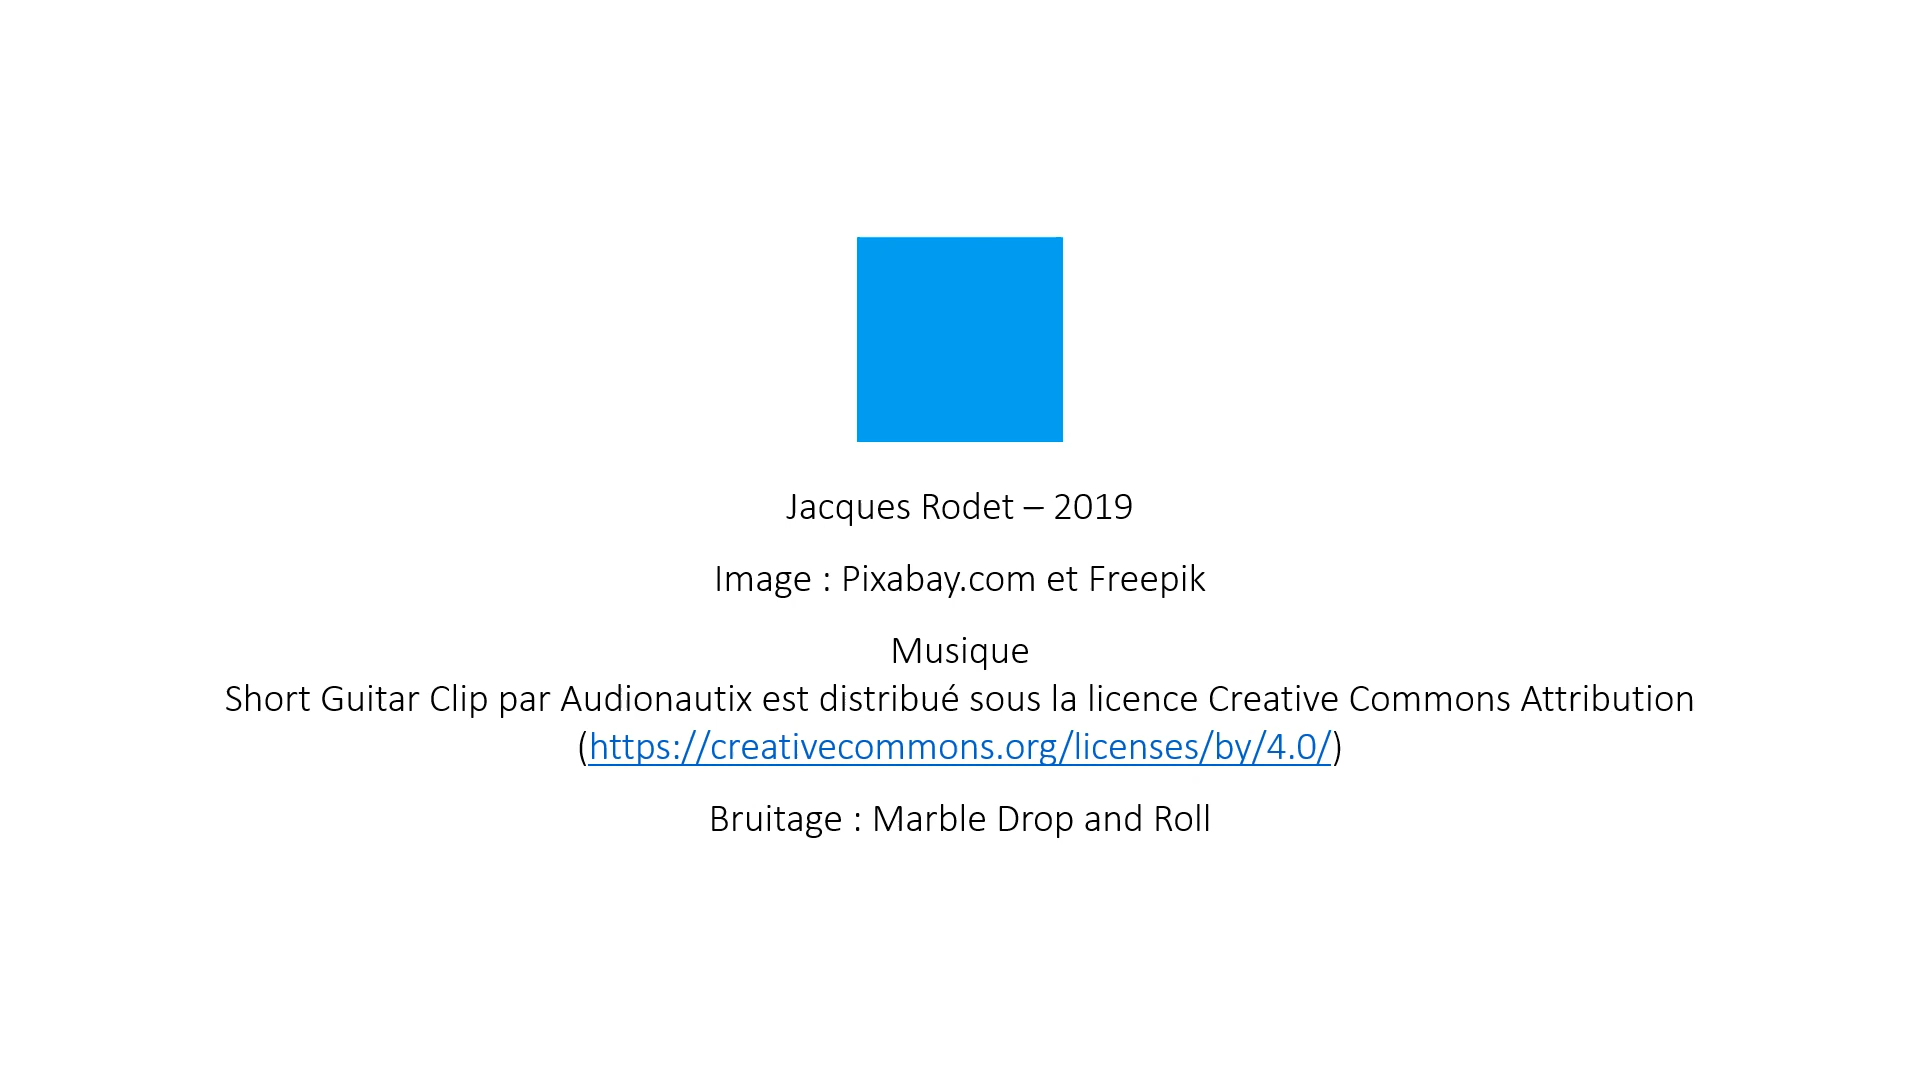 Jacques Rodet – 2019
Image : Pixabay.com et Freepik
Musique
Short Guitar Clip par Audionautix est distribué sous la licence Creative Commons Attribution
(https://creativecommons.org/licenses/by/4.0/)
Bruitage : Marble Drop and Roll